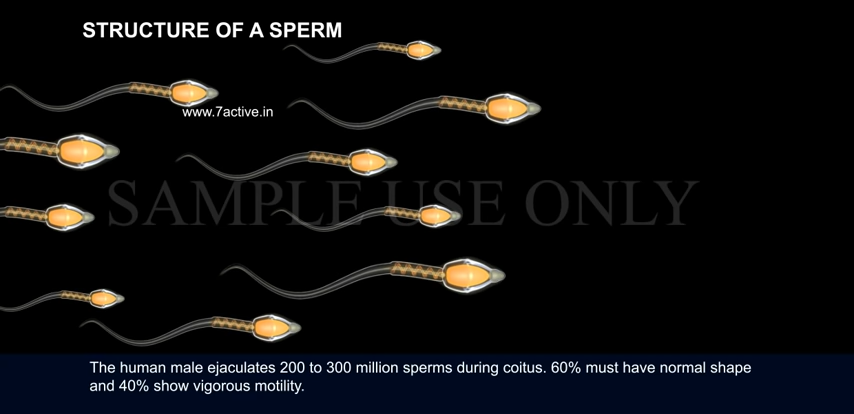 STRUCTURE OF A SPERM
www.7active.in
SAMPLE USE ONLY
The human male ejaculates 200 to 300 million sperms during coitus. 60% must have normal shape
and 40% show vigorous motility.